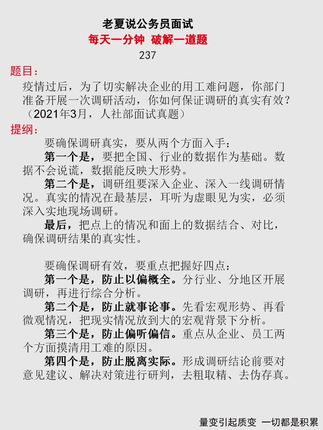 老夏说公务员面试
每天一分钟 破解一道题
237
题目:
疫情过后，为了切实解决企业的用工难问题，你部门
准备开展一次调研活动，你如何保证调研的真实有效?
（2021年3月，人社部面试真题）
提纲:
要确保调研真实，要从两个方面入手:
第一个是，要把全国、行业的数据作为基础。数
据不会说谎，数据能反映大形势。
第二个是，调研组要深入企业、深入一线调研情
况。真实的情况在最基层，耳听为虚眼见为实，必须
深入实地现场调研。
最后，把点上的情况和面上的数据结合、对比，
确保调研结果的真实性。
要确保调研有效，要重点把握好四点:
第一个是，防止以偏概全。分行业、分地区开展
调研，再进行综合分析。
第二个是，防止就事论事。先看宏观形势、再看
微观情况，把现实情况放到大的宏观背景下分析。
第三个是，防止偏听偏信。重点从企业、员工两
个方面摸清用工难的原因。
第四个是，防止脱离实际。形成调研结论前要对
意见建议、解决对策进行研判，去粗取精、去伪存真。
量变引起质变 一切都是积累